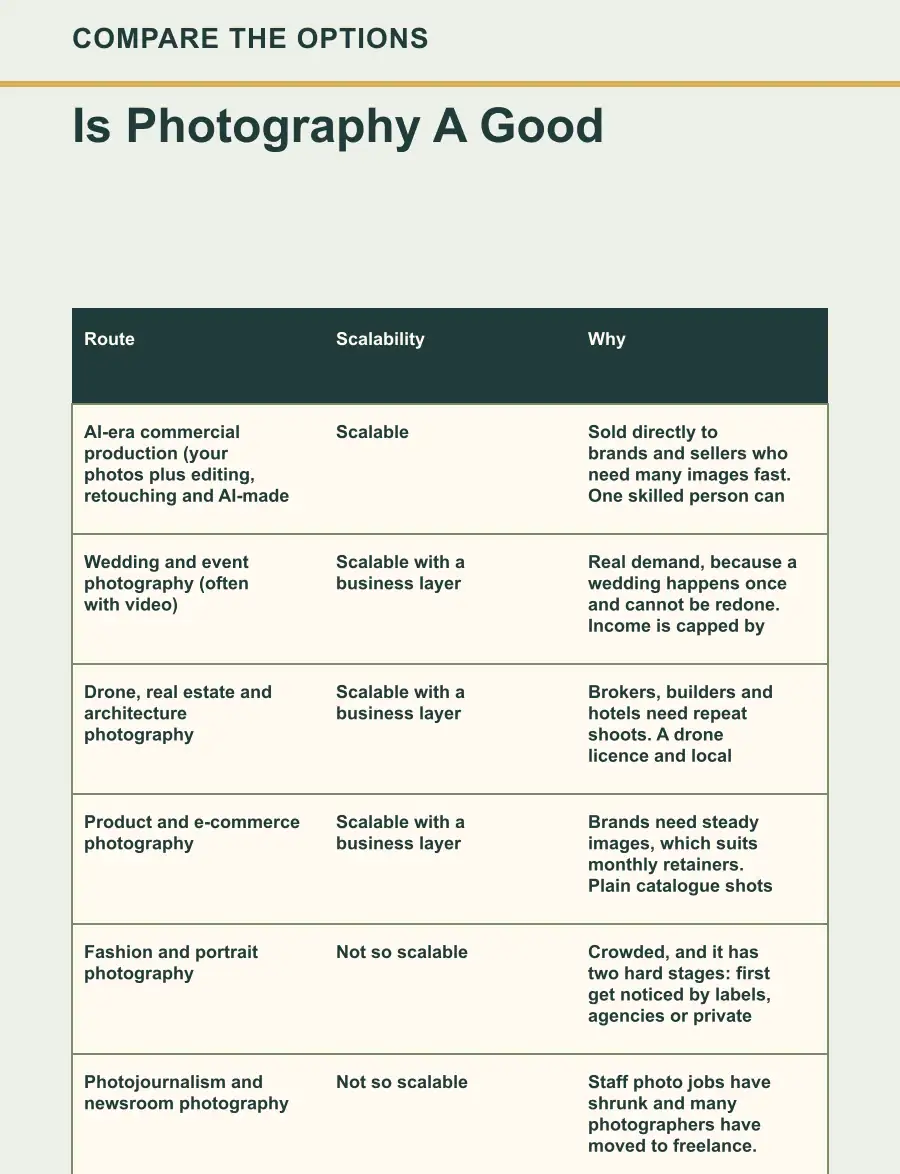 COMPARE THE OPTIONS
Is Photography A Good
Route
Scalability
Why
AI-era commercial
production (your
photos plus editing,
retouching and AI-made
Scalable
Sold directly to
brands and sellers who
need many images fast.
One skilled person can
Wedding and event
photography (often
with video)
Scalable with a
business layer
Real demand, because a
wedding happens once
and cannot be redone.
Income is capped by
Drone, real estate and
architecture
photography
Scalable with a
business layer
Brokers, builders and
hotels need repeat
shoots. A drone
licence and local
Product and e-commerce
photography
Scalable with a
business layer
Brands need steady
images, which suits
monthly retainers.
Plain catalogue shots
Fashion and portrait
photography
Not so scalable
Crowded, and it has
two hard stages: first
get noticed by labels,
agencies or private
Photojournalism and
newsroom photography
Not so scalable
Staff photo jobs have
shrunk and many
photographers have
moved to freelance.